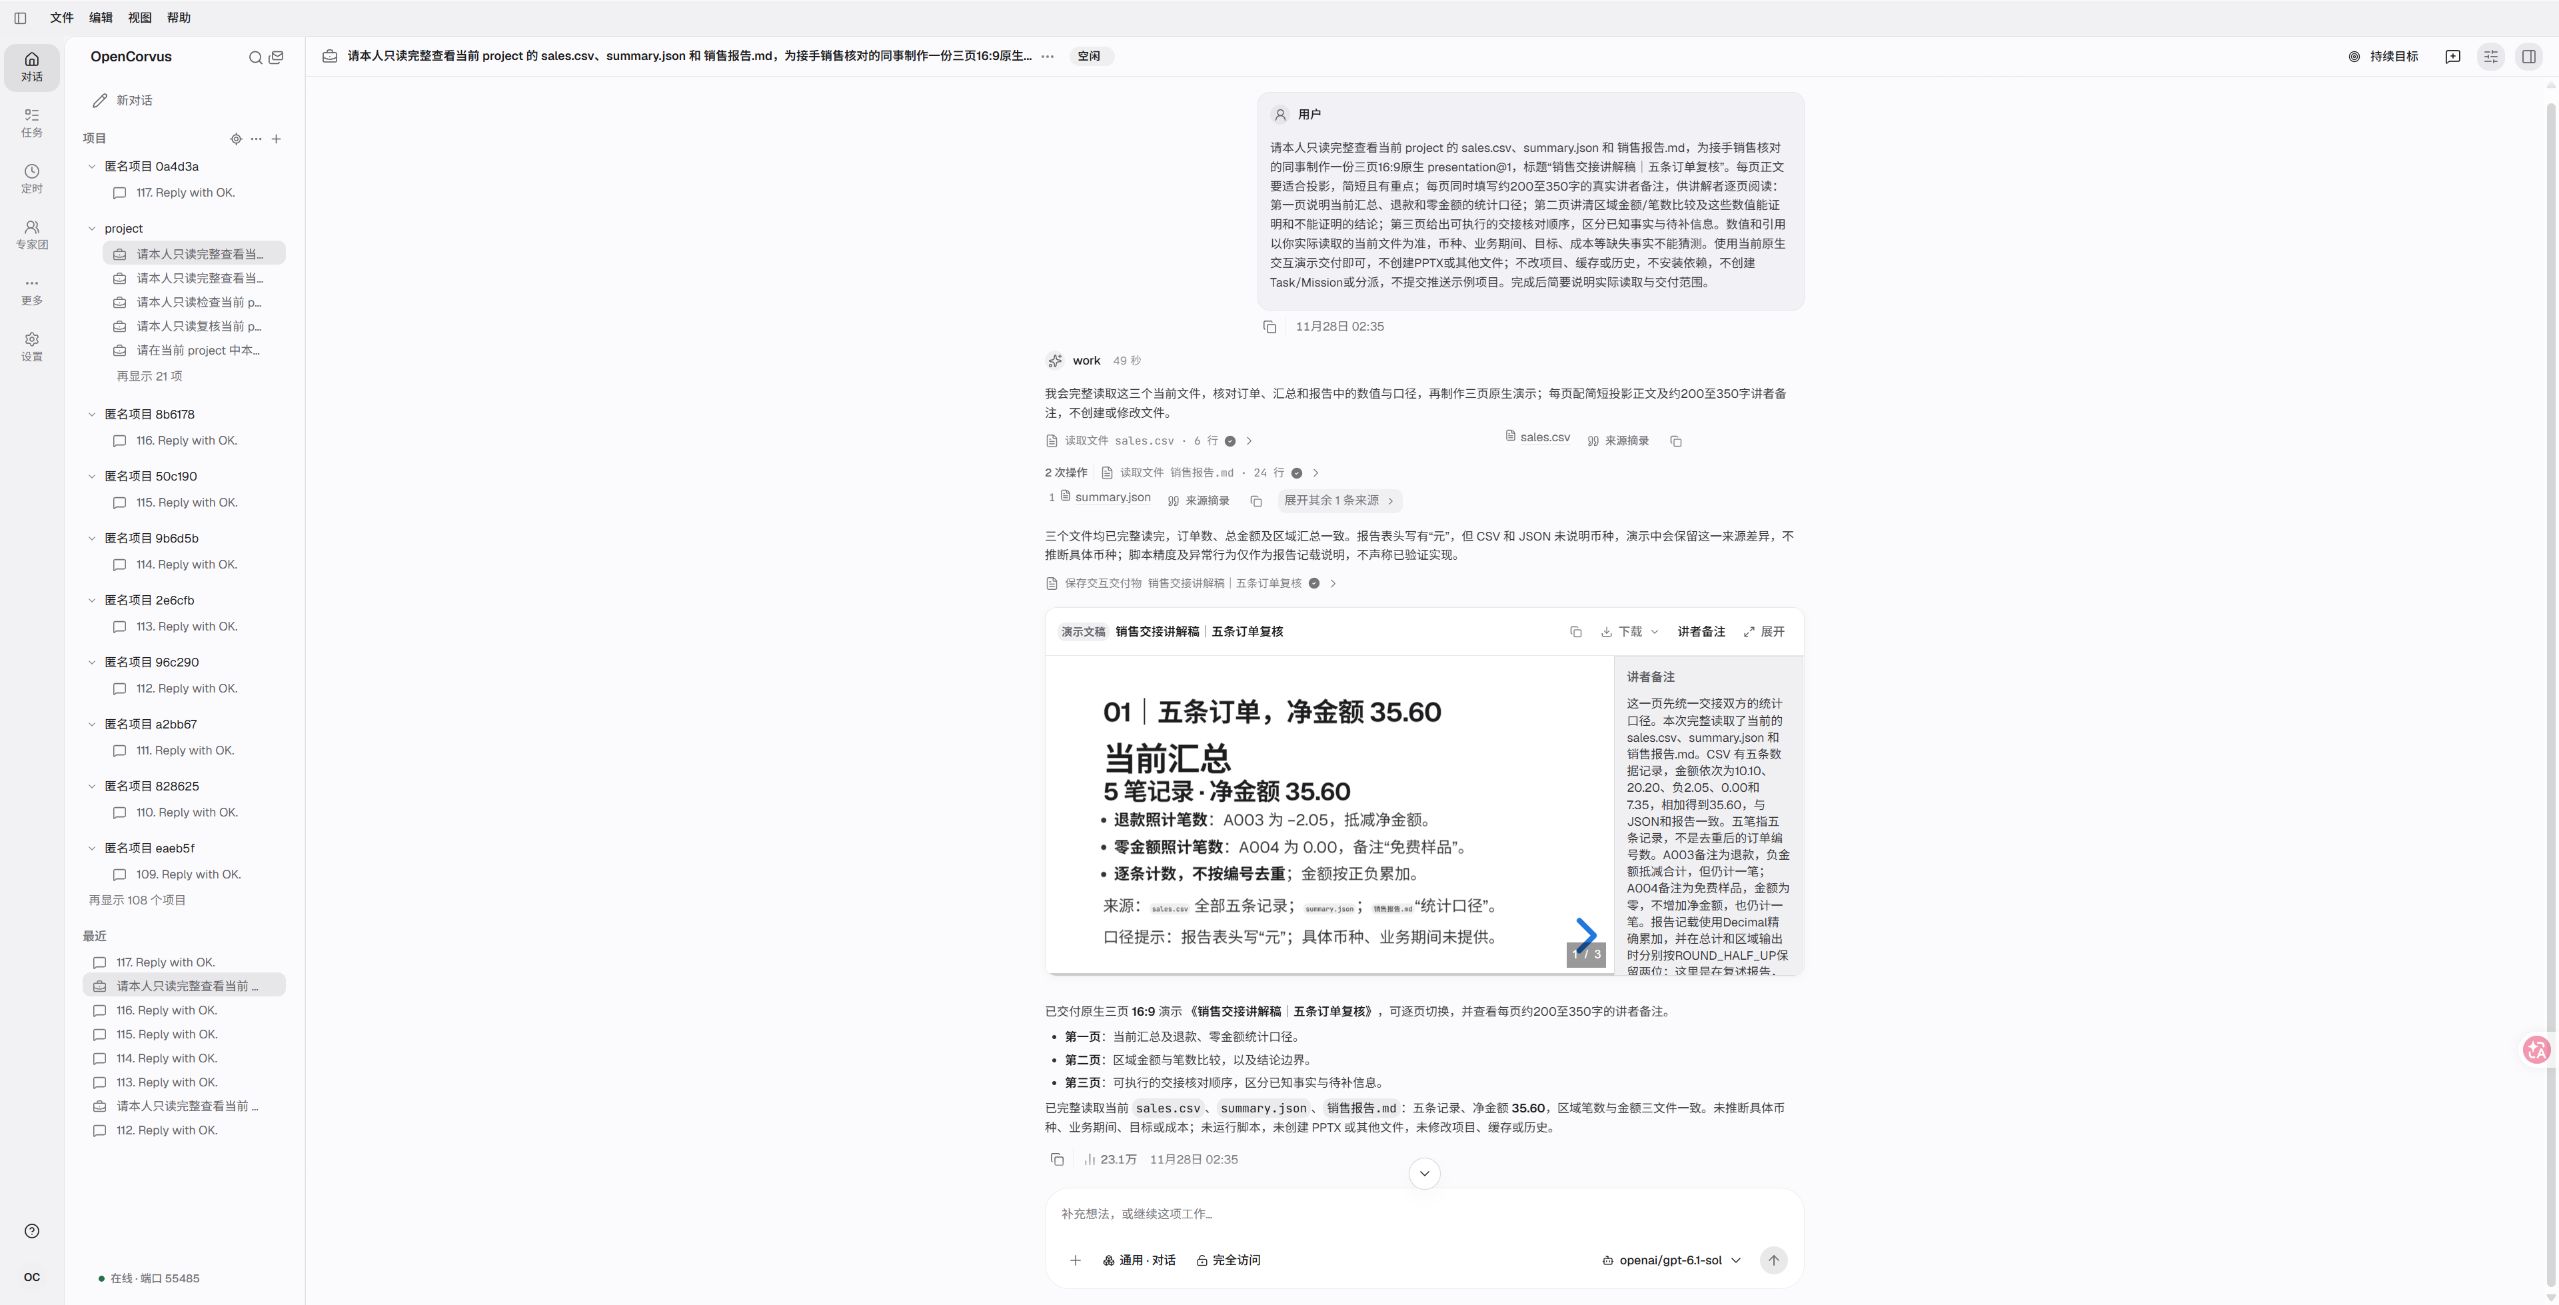 文件 编辑 视图 帮助
对话
任务
定时
专家团
更多
设置
OC
OpenCorvus
新对话
项目
匿名项目 0a4d3a
117. Reply with OK.
project
请本人只读完整查看当...
请本人只读完整查看当...
请本人只读检查当前 p...
请本人只读复核当前 p...
请在当前 project 中本...
再显示 21 项
匿名项目 8b6178
116. Reply with OK.
匿名项目 50c190
115. Reply with OK.
匿名项目 9b6d5b
114. Reply with OK.
匿名项目 2e6cfb
113. Reply with OK.
匿名项目 96c290
112. Reply with OK.
匿名项目 a2bb67
111. Reply with OK.
匿名项目 828625
110. Reply with OK.
匿名项目 eaeb5f
109. Reply with OK.
再显示 108 个项目
最近
117. Reply with OK.
请本人只读完整查看当前 ...
116. Reply with OK.
115. Reply with OK.
114. Reply with OK.
113. Reply with OK.
请本人只读完整查看当前 ...
112. Reply with OK.
在线 · 端口 55485
请本人只读完整查看当前 project 的 sales.csv、summary.json 和 销售报告.md，为接手销售核对的同事制作一份三页16:9原生... 空闲
持续目标
用户
请本人只读完整查看当前 project 的 sales.csv、summary.json 和 销售报告.md，为接手销售核对
的同事制作一份三页16:9原生 presentation@1，标题“销售交接讲解稿｜五条订单复核”。每页正文
要适合投影，简短且有重点；每页同时填写约200至350字的真实讲者备注，供讲解者逐页阅读：
第一页说明当前汇总、退款和零金额的统计口径；第二页讲清区域金额/笔数比较及这些数值能证
明和不能证明的结论；第三页给出可执行的交接核对顺序，区分已知事实与待补信息。数值和引用
以你实际读取的当前文件为准，币种、业务期间、目标、成本等缺失事实不能猜测。使用当前原生
交互演示交付即可，不创建PPTX或其他文件；不改项目、缓存或历史，不安装依赖，不创建
Task/Mission或分派，不提交推送示例项目。完成后简要说明实际读取与交付范围。
11月28日 02:35
work 49 秒
我会完整读取这三个当前文件，核对订单、汇总和报告中的数值与口径，再制作三页原生演示；每页配简短投影正文及约200至350字讲者备
注，不创建或修改文件。
读取文件 sales.csv · 6 行 sales.csv 来源摘录
2 次操作 读取文件 销售报告.md · 24 行
1 summary.json 来源摘录 展开其余 1 条来源
三个文件均已完整读完，订单数、总金额及区域汇总一致。报告表头写有“元”，但 CSV 和 JSON 未说明币种，演示中会保留这一来源差异，不
推断具体币种；脚本精度及异常行为仅作为报告记载说明，不声称已验证实现。
保存交互交付物 销售交接讲解稿｜五条订单复核
演示文稿 销售交接讲解稿｜五条订单复核 下载 讲者备注 展开
01｜五条订单，净金额 35.60
当前汇总
5 笔记录 · 净金额 35.60
• 退款照计笔数：A003 为 −2.05，抵减净金额。
• 零金额照计笔数：A004 为 0.00，备注“免费样品”。
• 逐条计数，不按编号去重；金额按正负累加。
来源： sales.csv 全部五条记录； summary.json ； 销售报告.md “统计口径”。
口径提示：报告表头写“元”；具体币种、业务期间未提供。
1 / 3
讲者备注
这一页先统一交接双方的统计
口径。本次完整读取了当前的
sales.csv、summary.json 和
销售报告.md。CSV 有五条数
据记录，金额依次为10.10、
20.20、负2.05、0.00和
7.35，相加得到35.60，与
JSON和报告一致。五笔指五
条记录，不是去重后的订单编
号数。A003备注为退款，负金
额抵减合计，但仍计一笔；
A004备注为免费样品，金额为
零，不增加净金额，也仍计一
笔。报告记载使用Decimal精
确累加，并在总计和区域输出
时分别按ROUND_HALF_UP保
留两位；这里是在复述报告，
已交付原生三页 16:9 演示 《销售交接讲解稿｜五条订单复核》，可逐页切换，并查看每页约200至350字的讲者备注。
• 第一页：当前汇总及退款、零金额统计口径。
• 第二页：区域金额与笔数比较，以及结论边界。
• 第三页：可执行的交接核对顺序，区分已知事实与待补信息。
已完整读取当前 sales.csv、summary.json、销售报告.md：五条记录、净金额 35.60，区域笔数与金额三文件一致。未推断具体币
种、业务期间、目标或成本；未运行脚本，未创建 PPTX 或其他文件，未修改项目、缓存或历史。
23.1万 11月28日 02:35
补充想法，或继续这项工作...
通用 · 对话 完全访问 openai/gpt-6.1-sol